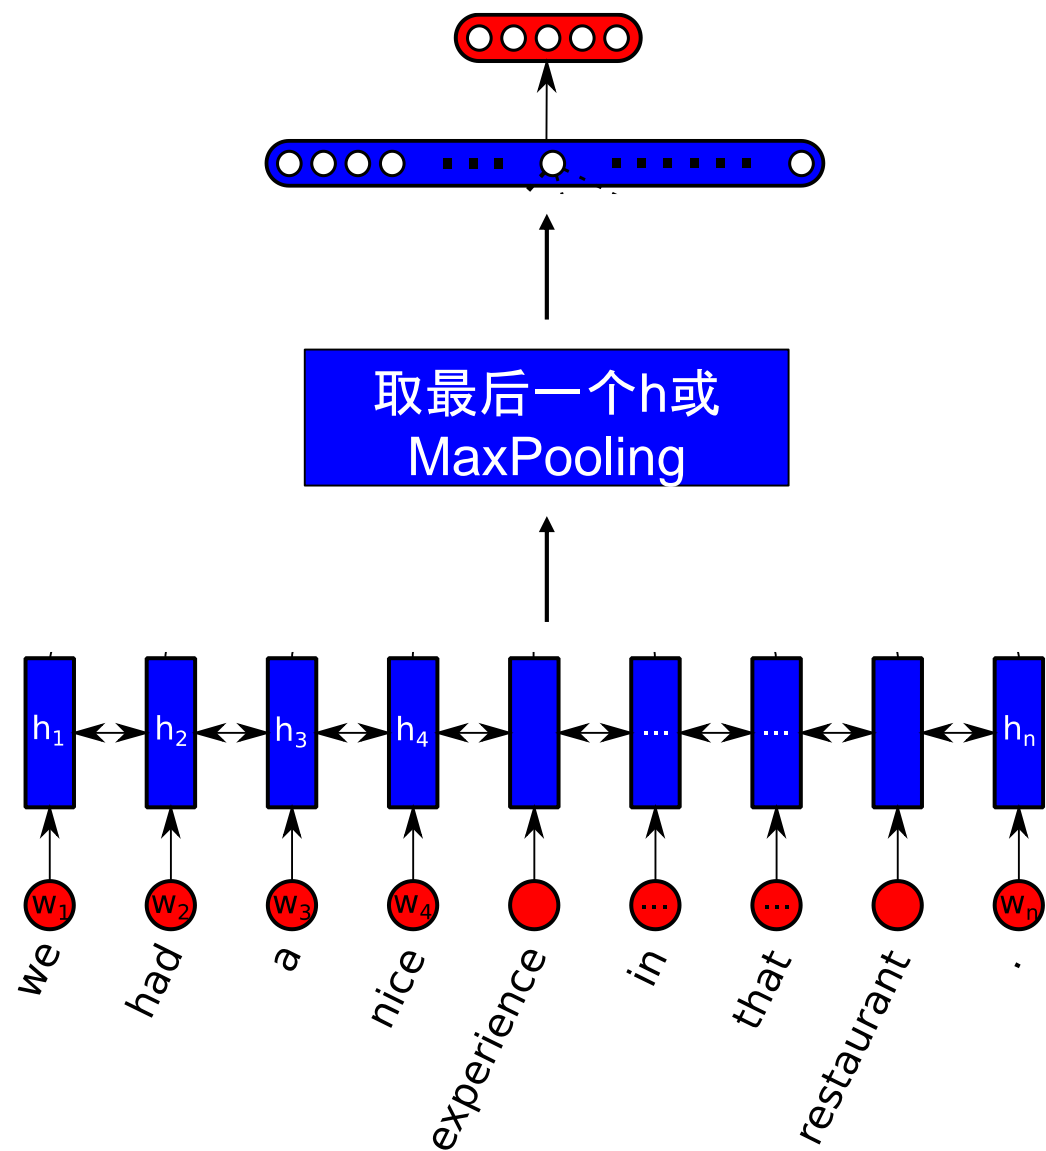 取最后一个h或
MaxPooling
h1 h2 h3 h4 ... ... hn
w1 w2 w3 w4 ... ... wn
we had a nice experience in that restaurant .